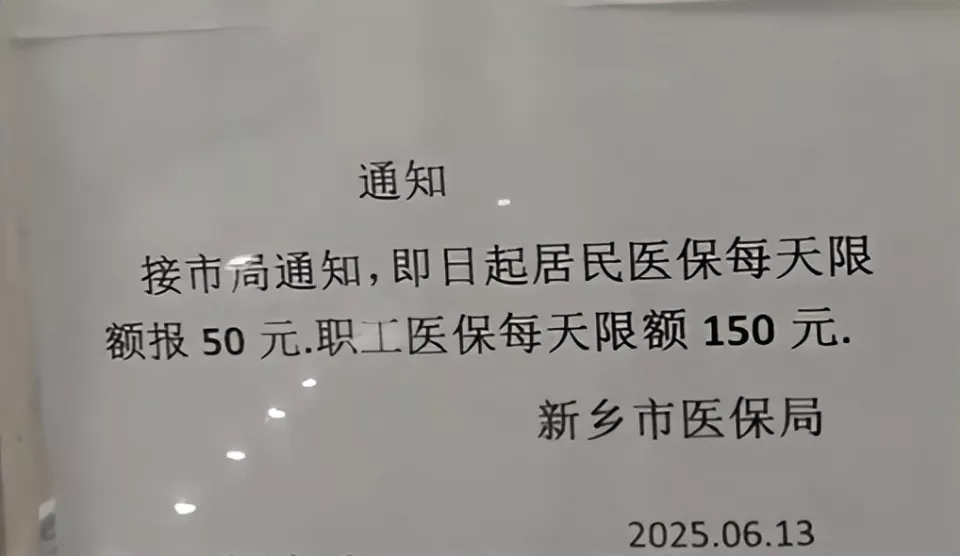 通知
接市局通知,即日起居民医保每天限
额报 50 元.职工医保每天限额 150 元.
新乡市医保局
2025.06.13